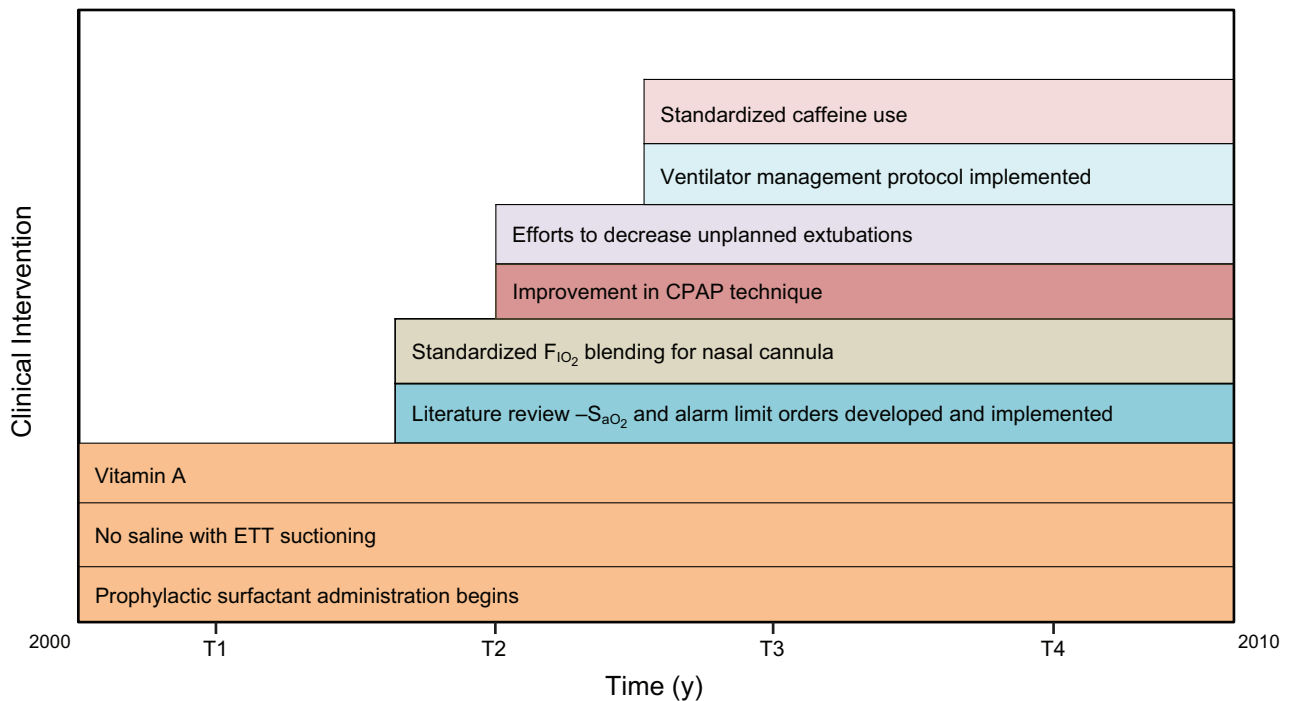 Clinical Intervention
Standardized caffeine use
Ventilator management protocol implemented
Efforts to decrease unplanned extubations
Improvement in CPAP technique
Standardized FIO2 blending for nasal cannula
Literature review –SaO2 and alarm limit orders developed and implemented
Vitamin A
No saline with ETT suctioning
Prophylactic surfactant administration begins
2000 T1 T2 T3 T4 2010
Time (y)